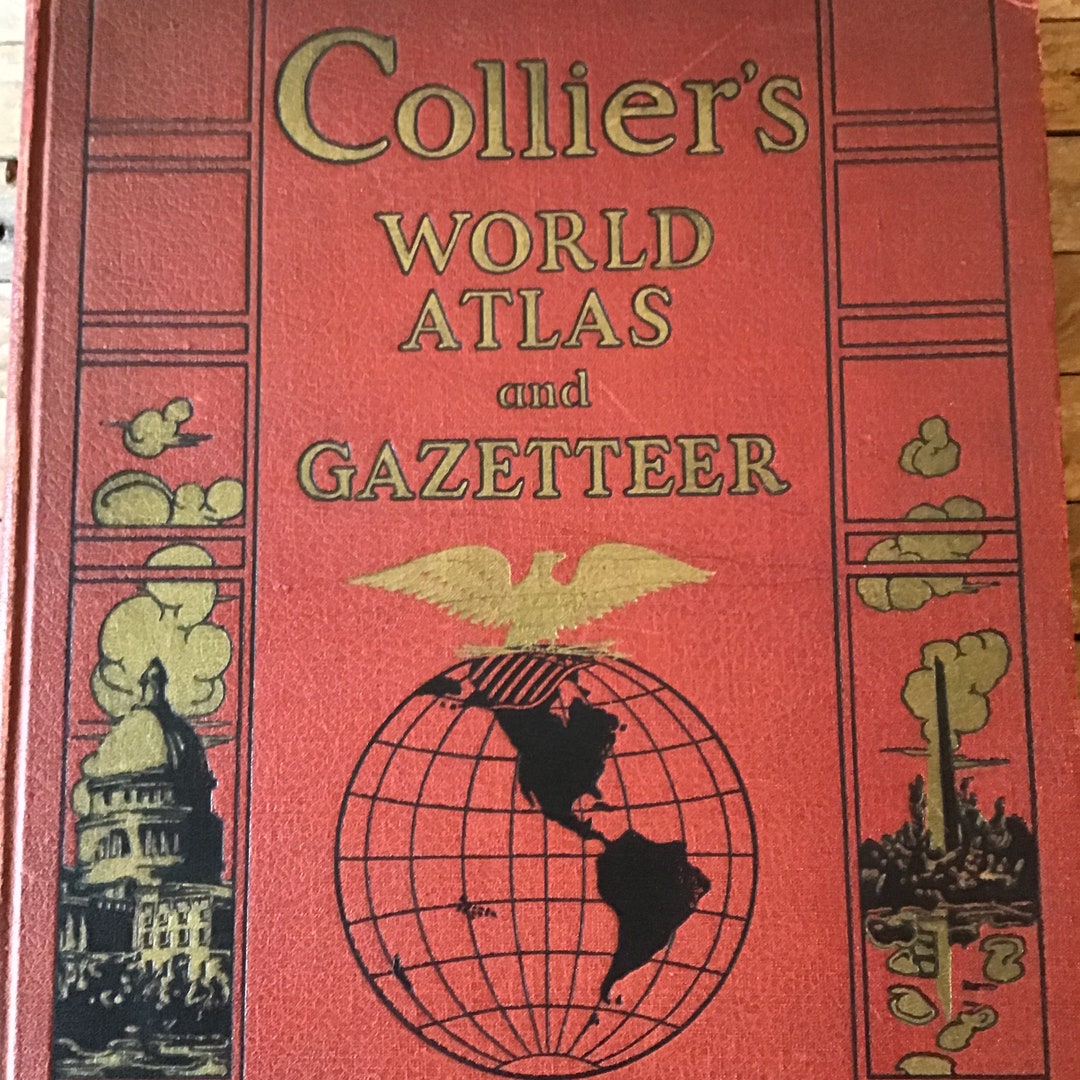 Collier's
WORLD
ATLAS
and
GAZETTEER